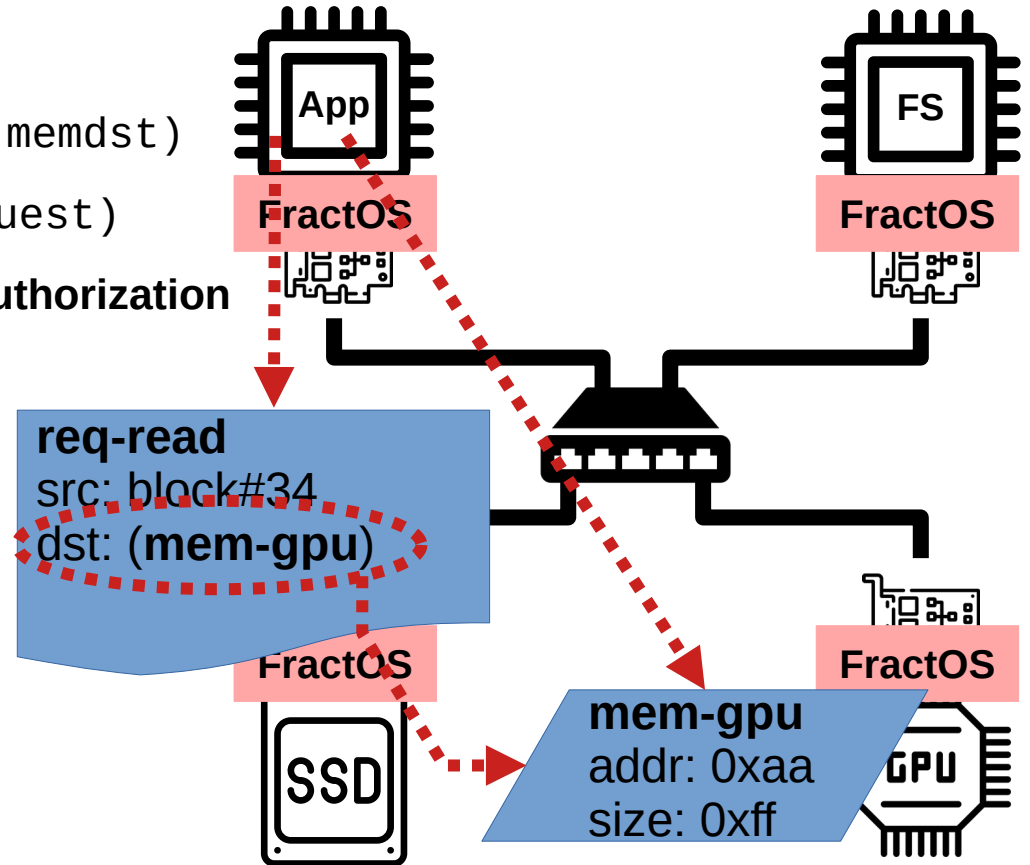 App
FS
memdst)
FractOS
FractOS
uest)
uthorization
req-read
src: block#34
dst: (mem-gpu)
FractOS
FractOS
mem-gpu
addr: 0xaa
size: 0xff
SSD
GPU